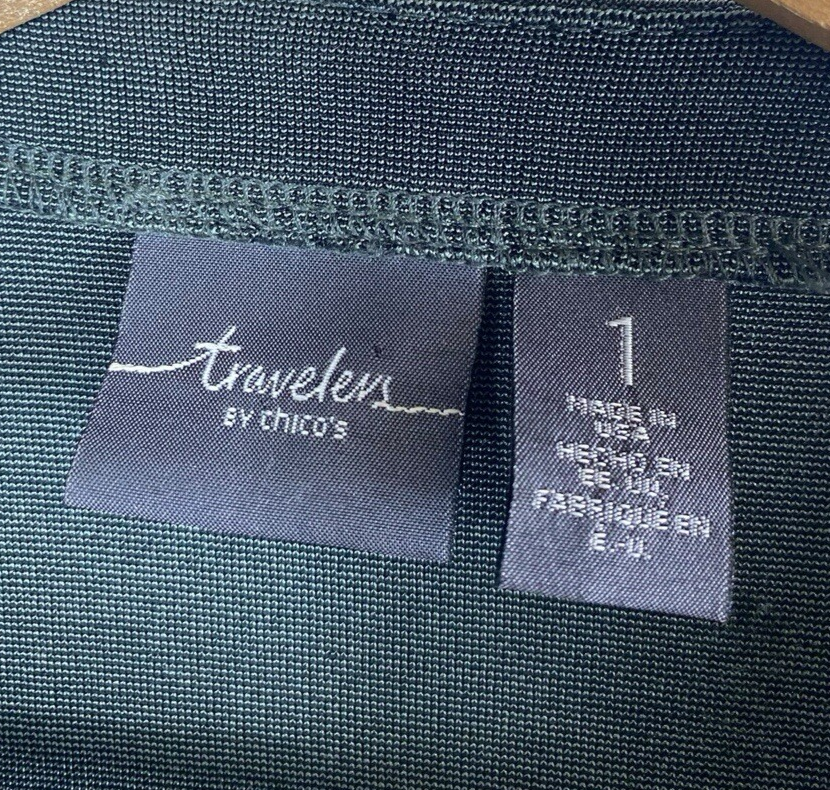 travelers
BY chico's
1
MADE IN
USA
HECHO EN
EE.UU.
FABRIQUE EN
E.-U.